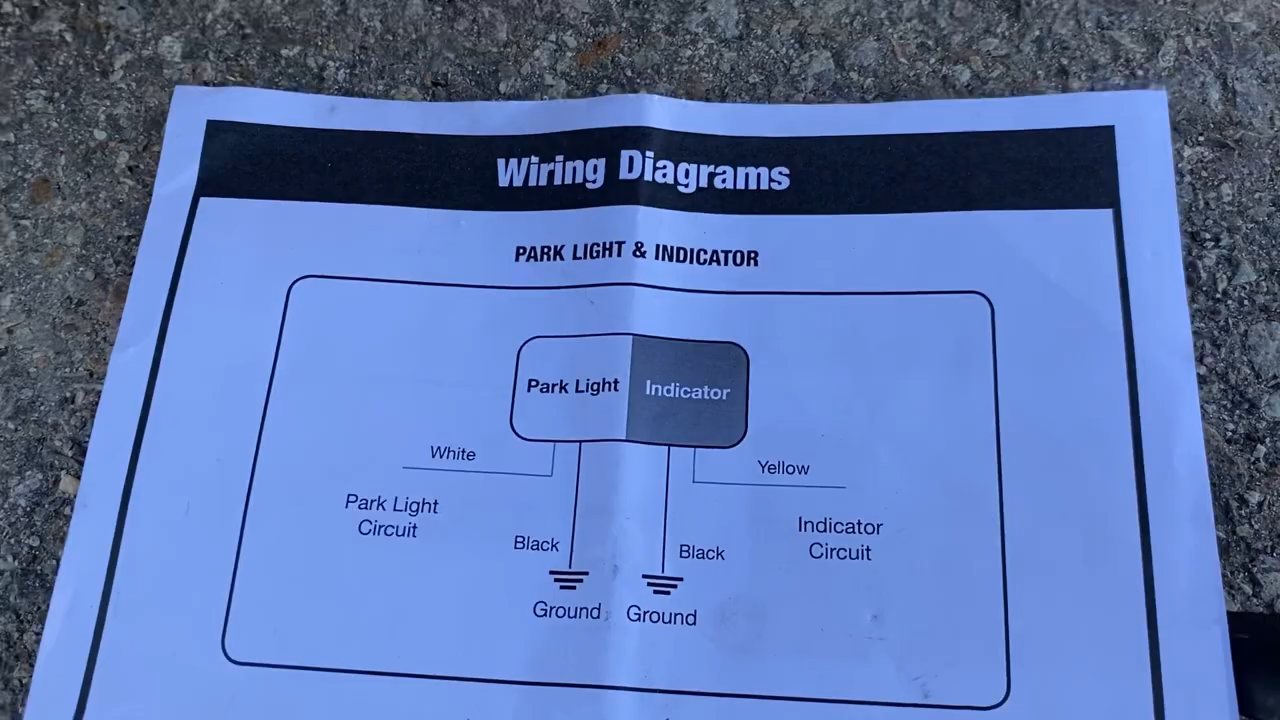 Wiring Diagrams
PARK LIGHT & INDICATOR
Park Light
Indicator
White
Yellow
Park Light
Circuit
Indicator
Circuit
Black
Black
Ground
Ground